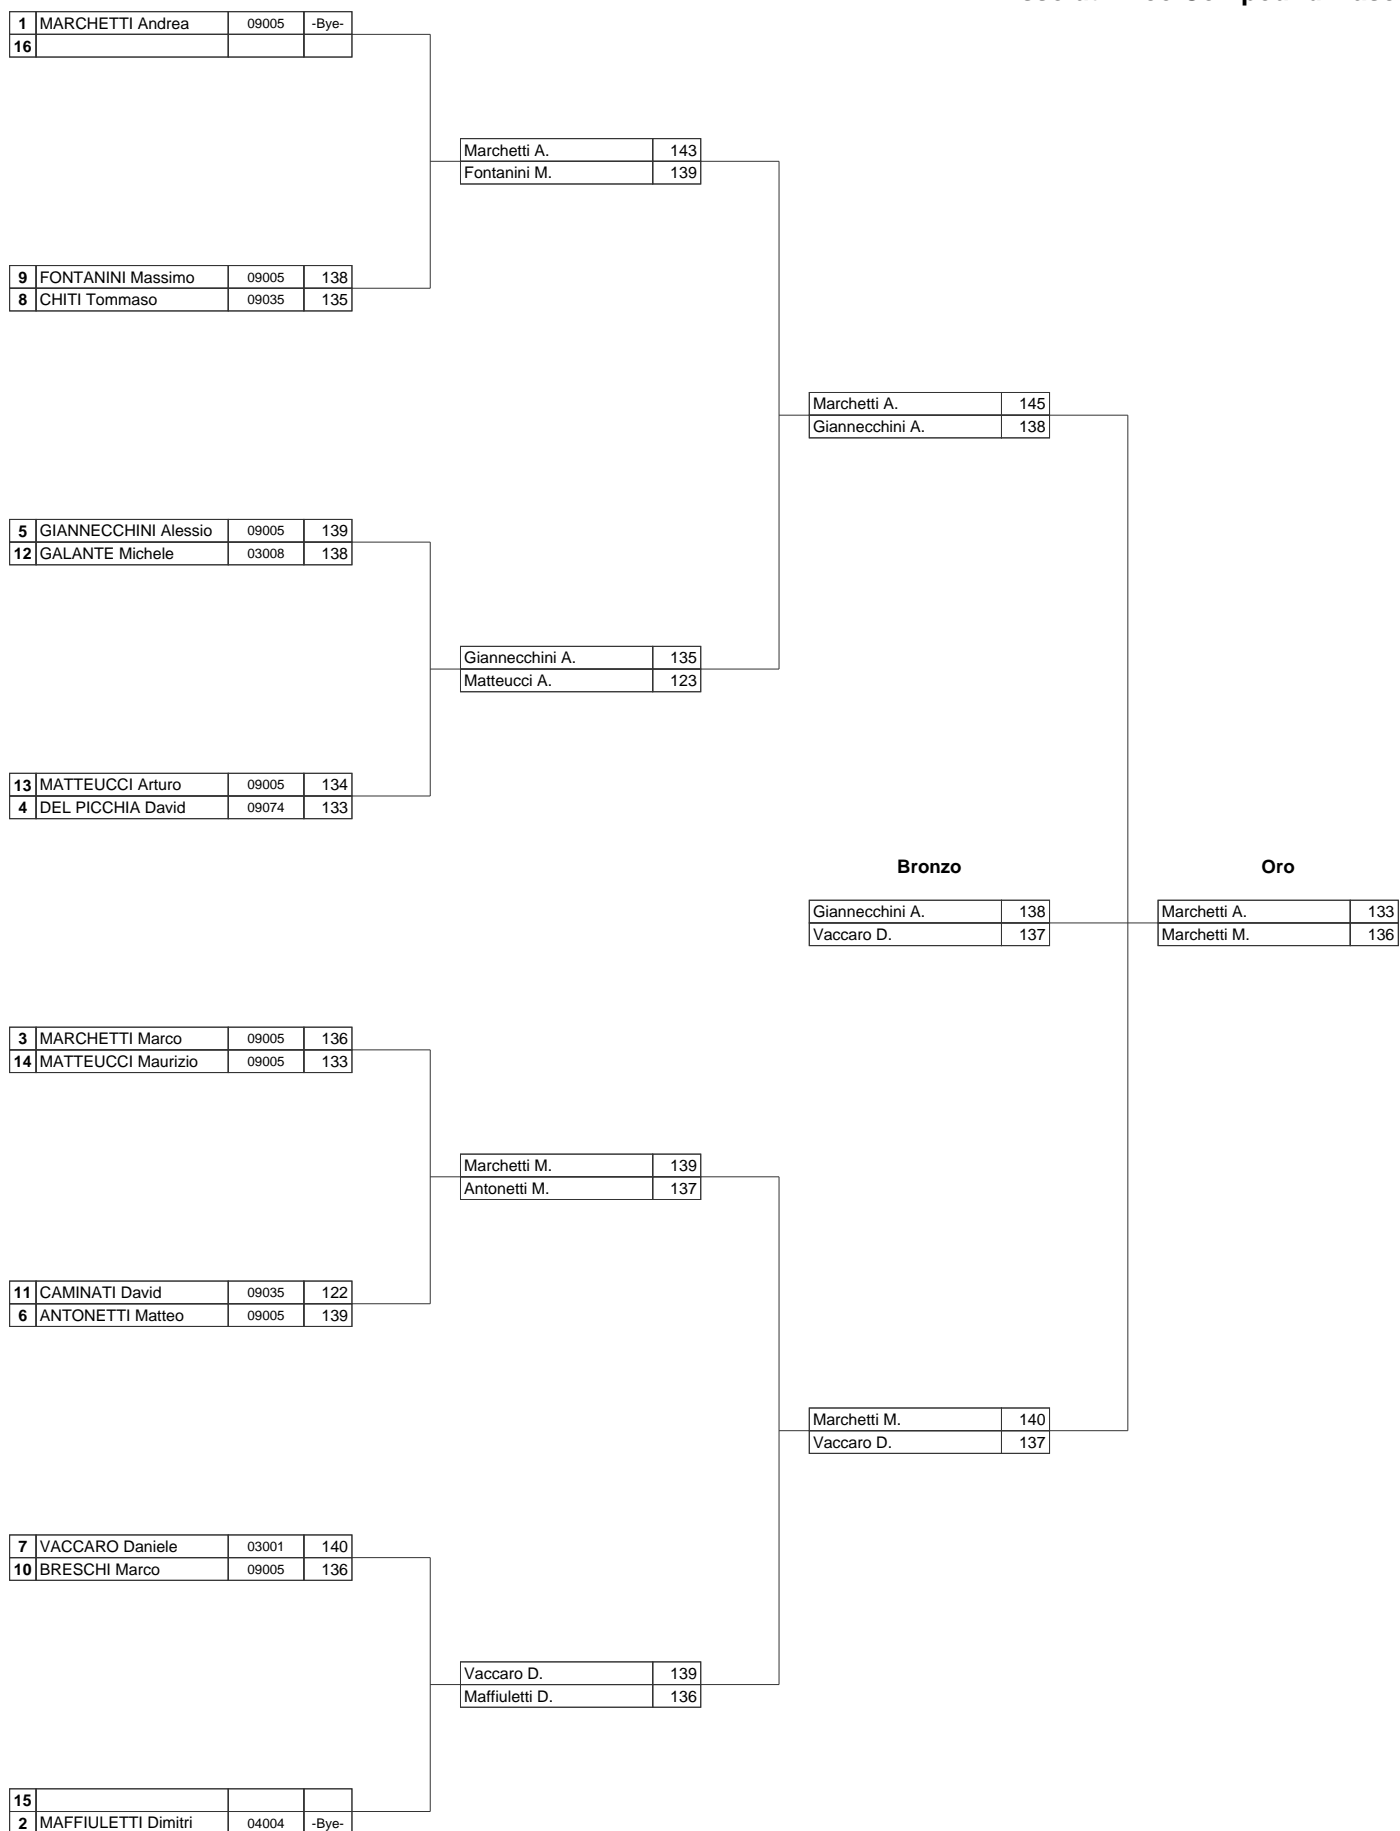 1 MARCHETTI Andrea 09005 -Bye-
16
Marchetti A. 143
Fontanini M. 139
9 FONTANINI Massimo 09005 138
8 CHITI Tommaso 09035 135
Marchetti A. 145
Giannecchini A. 138
5 GIANNECCHINI Alessio 09005 139
12 GALANTE Michele 03008 138
Giannecchini A. 135
Matteucci A. 123
13 MATTEUCCI Arturo 09005 134
4 DEL PICCHIA David 09074 133
Bronzo Oro
Giannecchini A. 138 Marchetti A. 133
Vaccaro D. 137 Marchetti M. 136
3 MARCHETTI Marco 09005 136
14 MATTEUCCI Maurizio 09005 133
Marchetti M. 139
Antonetti M. 137
11 CAMINATI David 09035 122
6 ANTONETTI Matteo 09005 139
Marchetti M. 140
Vaccaro D. 137
7 VACCARO Daniele 03001 140
10 BRESCHI Marco 09005 136
Vaccaro D. 139
Maffiuletti D. 136
15
2 MAFFIULETTI Dimitri 04004 -Bye-